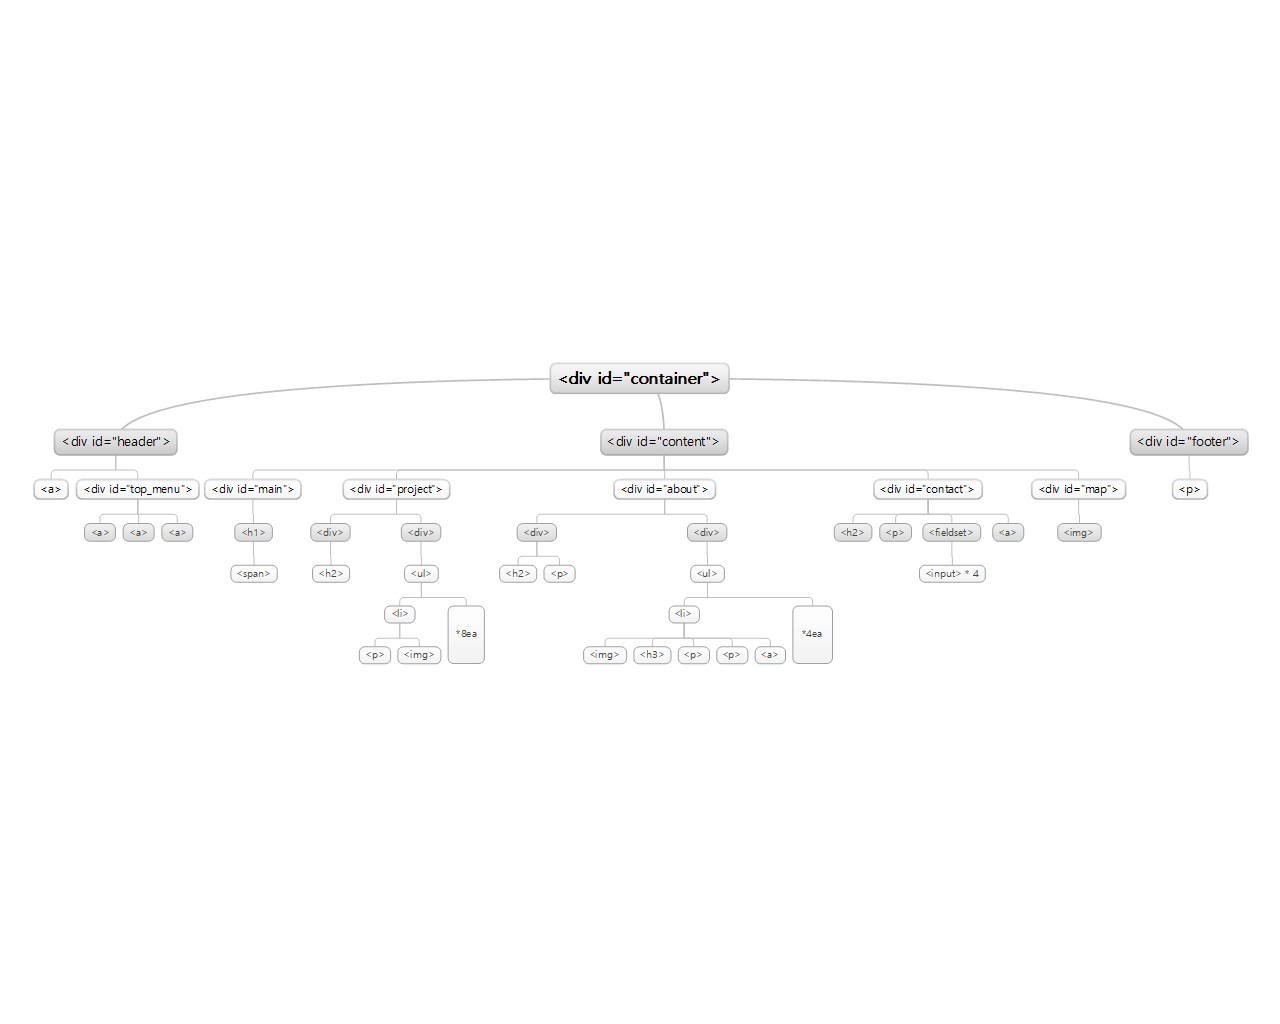 <div id="container">
<div id="header"> <div id="content"> <div id="footer">
<a> <div id="top_menu"> <div id="main"> <div id="project"> <div id="about"> <div id="contact"> <div id="map"> <p>
<a> <a> <a> <h1> <div> <div> <div> <div> <h2> <p> <fieldset> <a> <img>
<span> <h2> <ul> <h2> <p> <ul> <input> * 4
<li> <li>
*8ea *4ea
<p> <img> <img> <h3> <p> <p> <a>